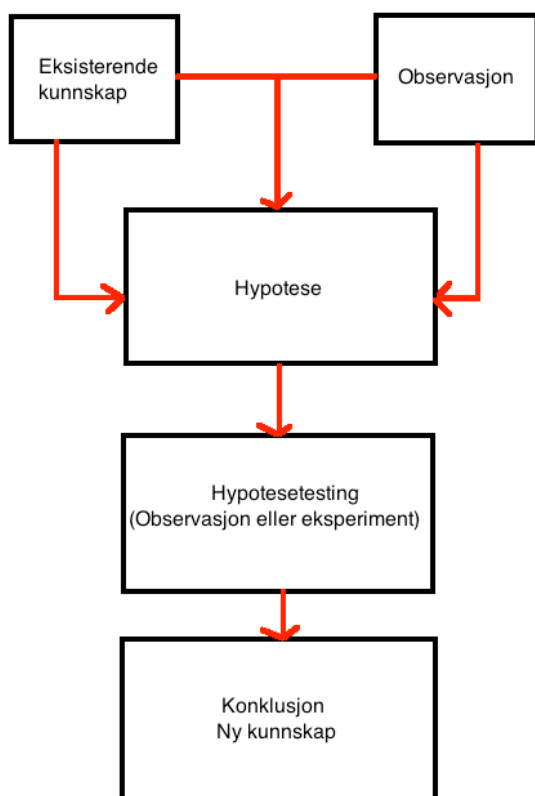 Eksisterende
kunnskap
Observasjon
Hypotese
Hypotesetesting
(Observasjon eller eksperiment)
Konklusjon
Ny kunnskap